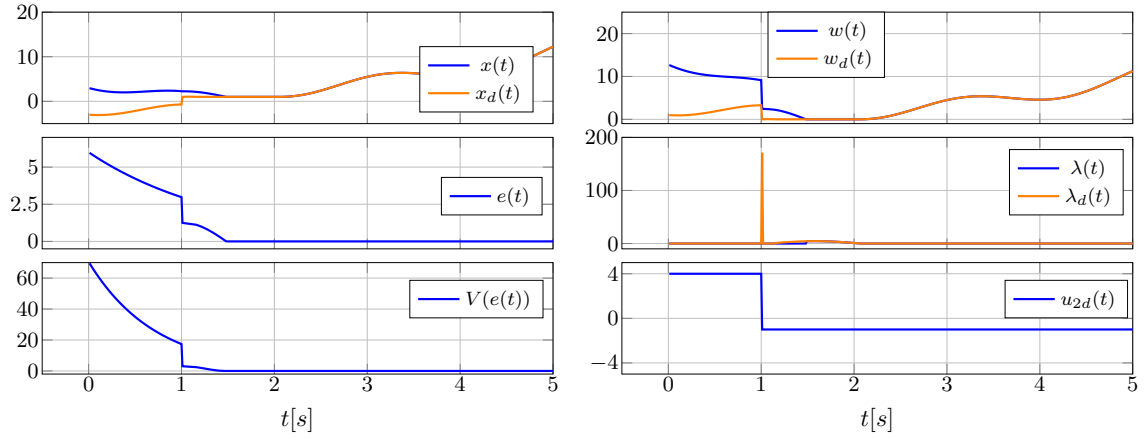 20
10
0
x(t)
x_d(t)
5
2.5
0
e(t)
60
40
20
0
V(e(t))
0 1 2 3 4 5
t[s]
20
10
0
w(t)
w_d(t)
200
100
0
λ(t)
λ_d(t)
4
0
−4
u_{2d}(t)
0 1 2 3 4 5
t[s]